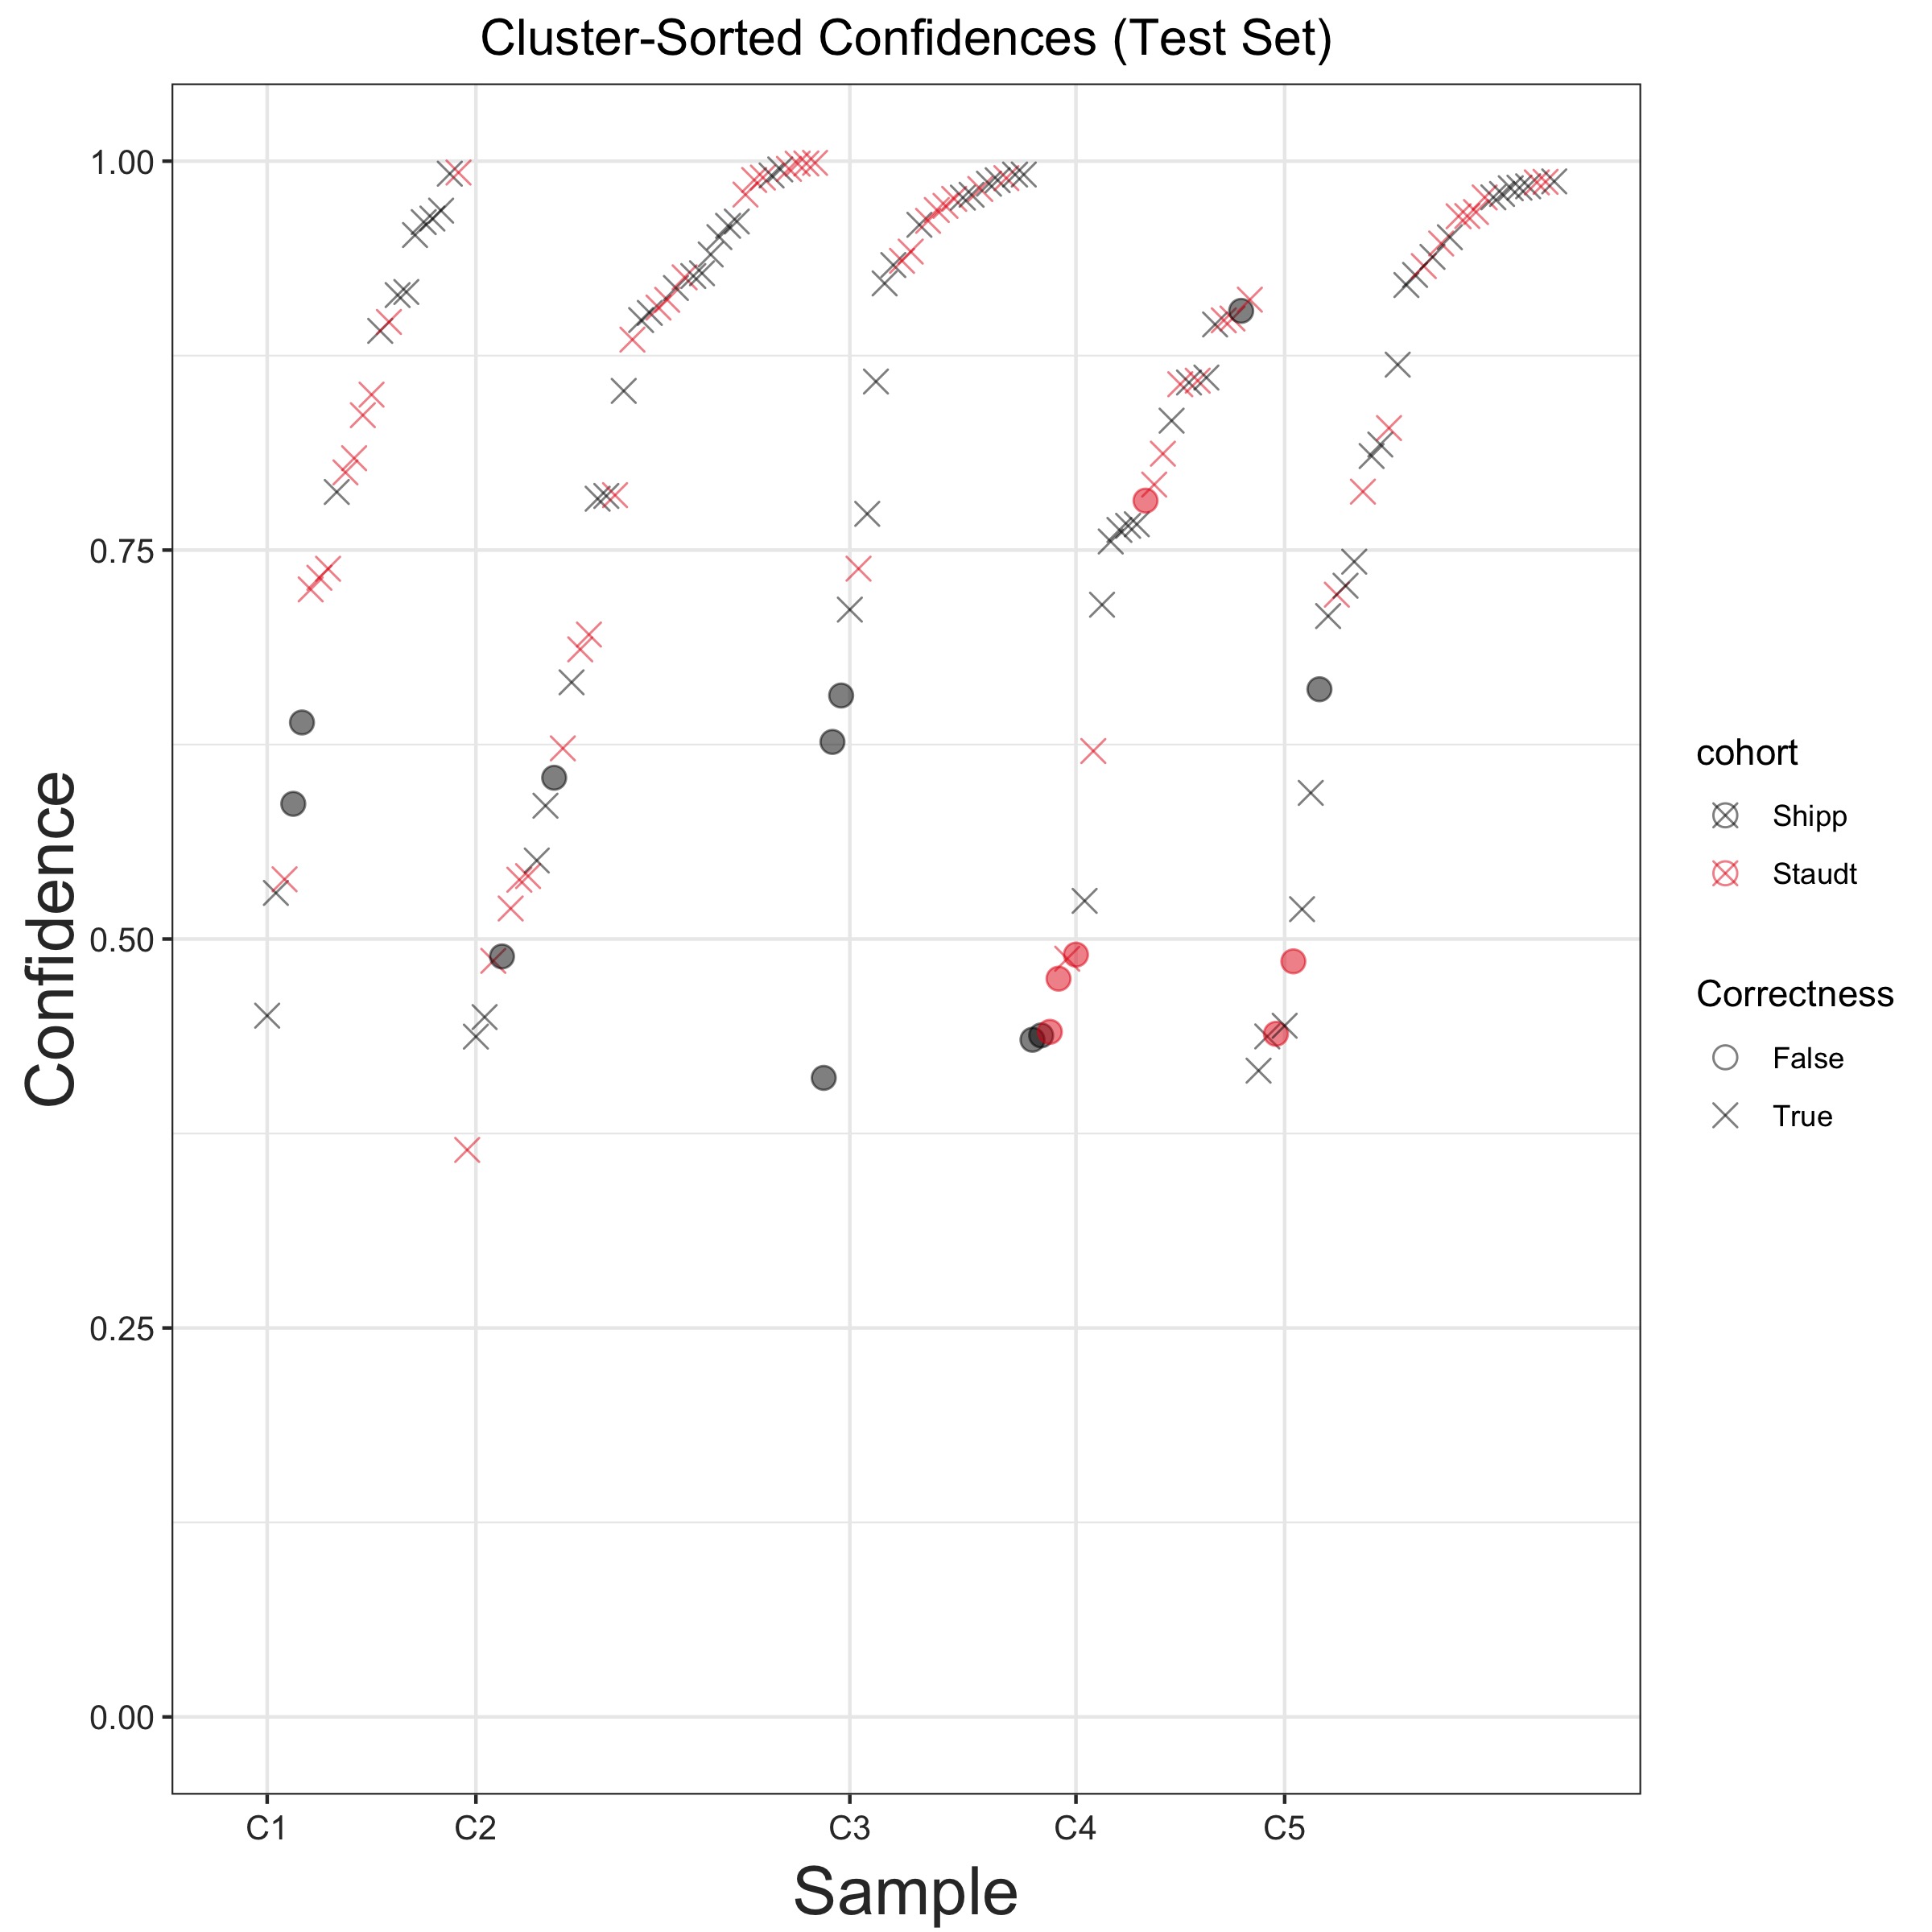 Cluster-Sorted Confidences (Test Set)
Confidence
1.00
0.75
0.50
0.25
0.00
C1 C2 C3 C4 C5
Sample
cohort
Shipp
Staudt
Correctness
False
True